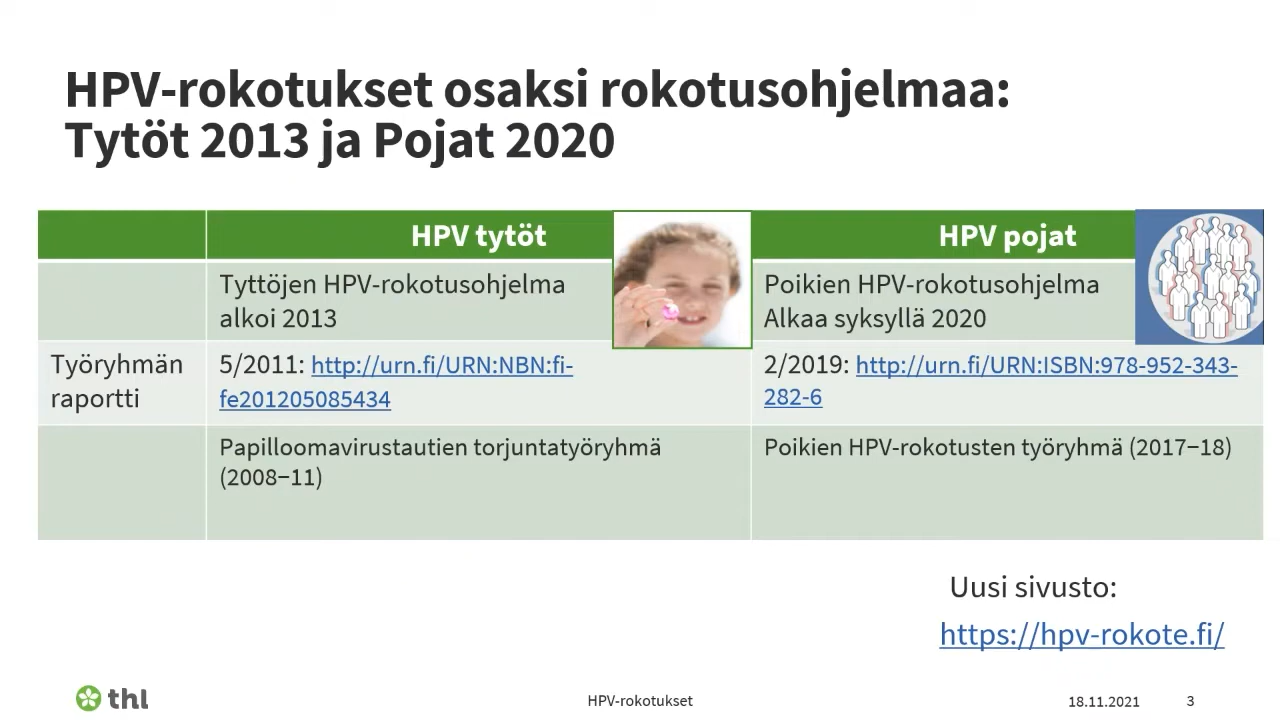 HPV-rokotukset osaksi rokotusohjelmaa:
Tytöt 2013 ja Pojat 2020
HPV tytöt
HPV pojat
Tyttöjen HPV-rokotusohjelma
alkoi 2013
Poikien HPV-rokotusohjelma
Alkaa syksyllä 2020
Työryhmän
raportti
5/2011: http://urn.fi/URN:NBN:fi-
fe201205085434
2/2019: http://urn.fi/URN:ISBN:978-952-343-
282-6
Papilloomavirustautien torjuntatyöryhmä
(2008–11)
Poikien HPV-rokotusten työryhmä (2017–18)
Uusi sivusto:
https://hpv-rokote.fi/
thl
HPV-rokotukset
18.11.2021
3